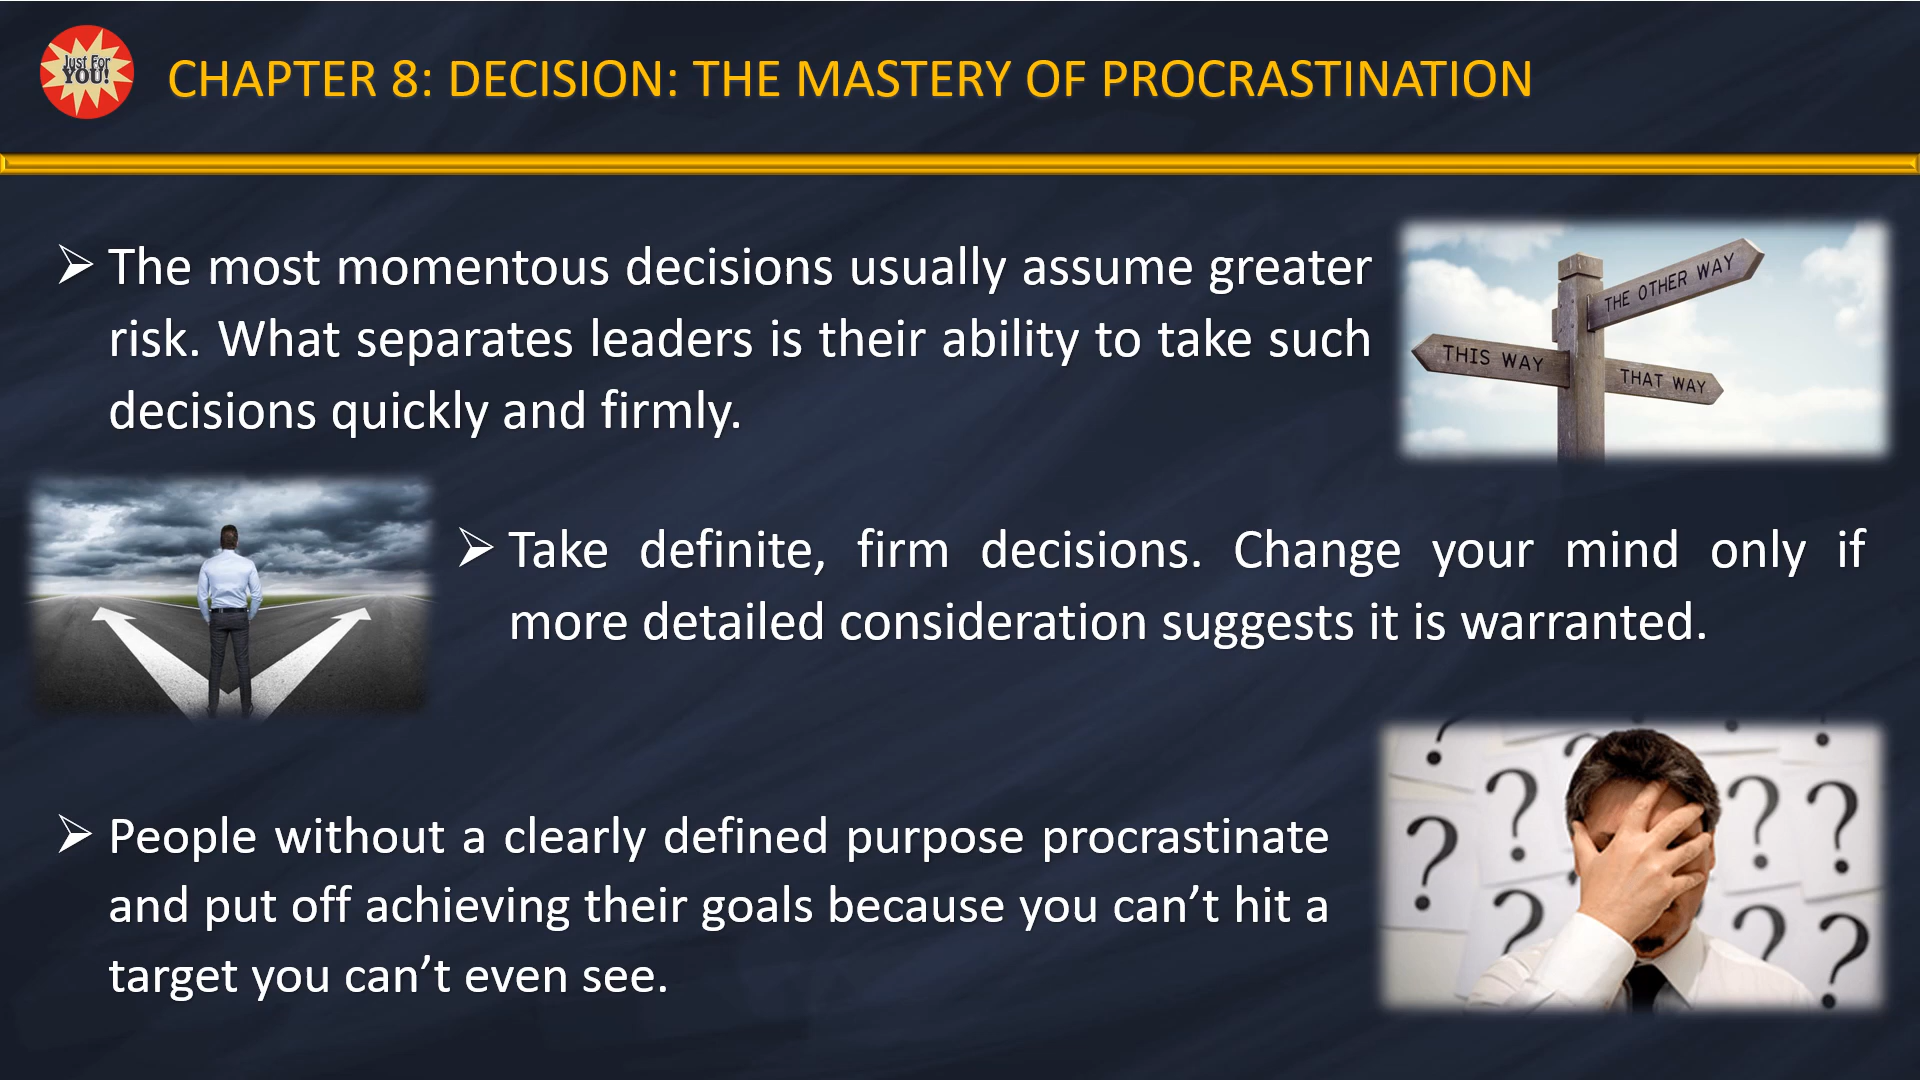 Just For
YOU!
CHAPTER 8: DECISION: THE MASTERY OF PROCRASTINATION
➢ The most momentous decisions usually assume greater
risk. What separates leaders is their ability to take such
decisions quickly and firmly.
THE OTHER WAY
THIS WAY
THAT WAY
➢ Take definite, firm decisions. Change your mind only if
more detailed consideration suggests it is warranted.
➢ People without a clearly defined purpose procrastinate
and put off achieving their goals because you can’t hit a
target you can’t even see.
? ? ? ? ? ? ? ? ?